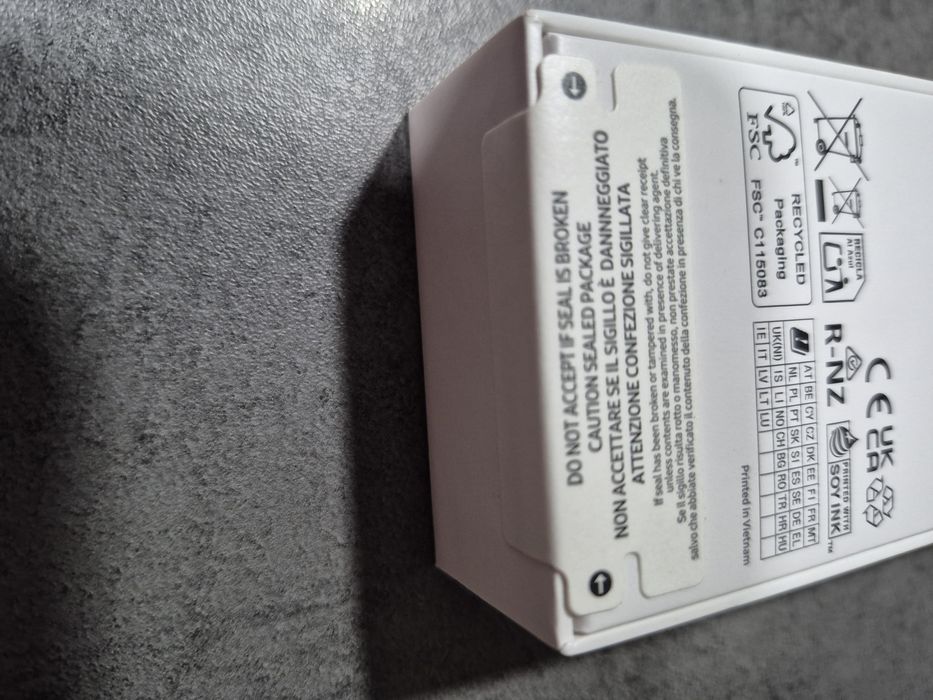 DO NOT ACCEPT IF SEAL IS BROKEN
CAUTION SEALED PACKAGE
NON ACCETTARE SE IL SIGILLO È DANNNEGGIATO
ATTENZIONE CONFEZIONE SIGILLATA
If seal has been broken or tampered with, do not give clear receipt
unless contents are examined in presence of delivering agent.
Se il sigillo risulta rotto o manomesso, non prestate accettazione definitiva
salvo che abbiate verificato il contenuto della confezione in presenza di chi ve la consegna.
FSC™
RECYCLED
Packaging
FSC™ C115083
RECICLA
Al Azul
R-NZ
PRINTED WITH
SOY INK™
CE
UK
CA
AT BE CY CZ DK EE FI FR MT
NL PL PT SK SI ES SE DE EL
UK(NI) IS LI NO CH BG RO TR HR HU
IE IT LV LT LU
Printed in Vietnam